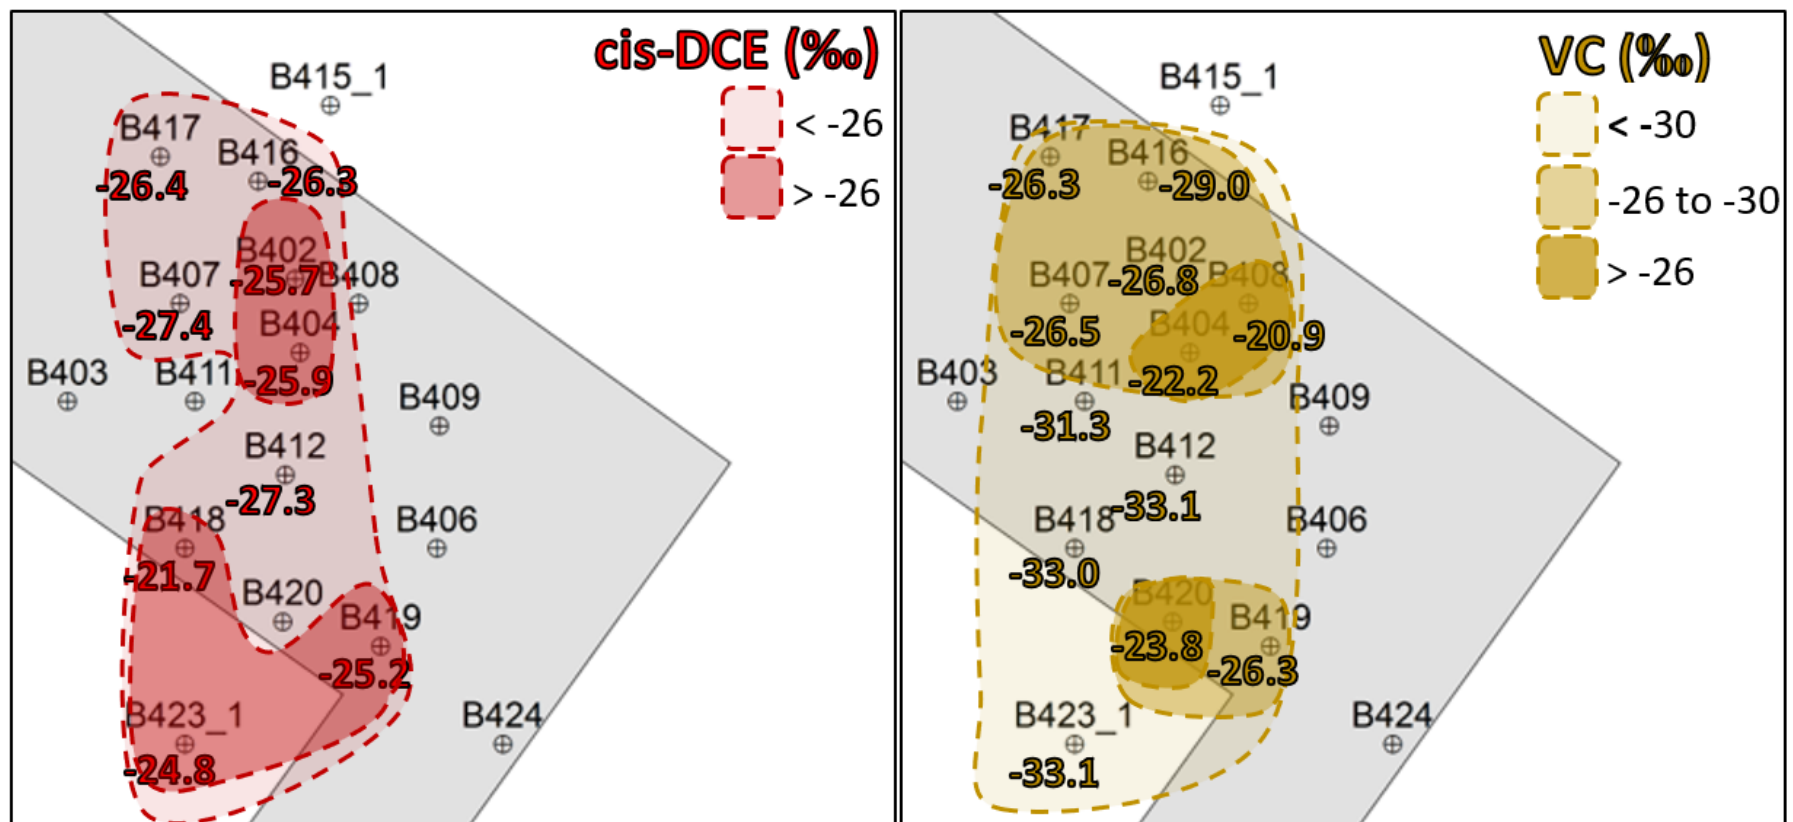 cis-DCE (‰)
< -26
> -26
B415_1
B417
-26.4
B416
-26.3
B402
-25.7
B407
-27.4
B408
B404
-25.9
B403
B411
B409
B412
-27.3
B418
-21.7
B406
B420
B419
-25.2
B423_1
-24.8
B424
VC (‰)
< -30
-26 to -30
> -26
B415_1
B417
-26.3
B416
-29.0
B402
-26.8
B407
-26.5
B408
-20.9
B404
-22.2
B403
B411
-31.3
B409
B412
-33.1
B418
-33.0
B406
B420
-23.8
B419
-26.3
B423_1
-33.1
B424